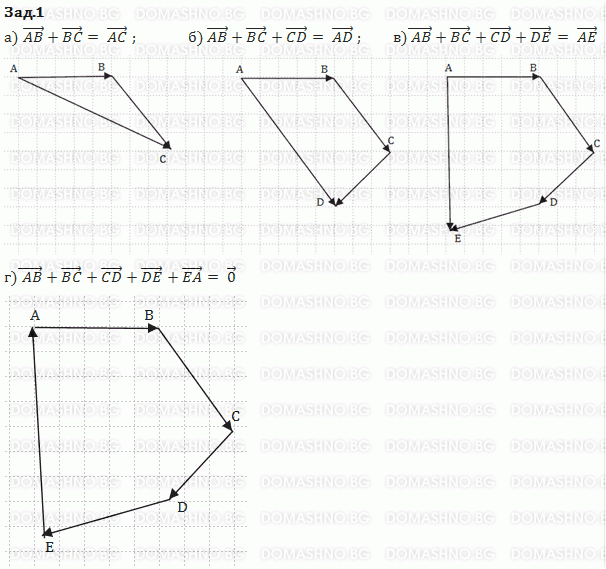 Зад.1
а) $\overrightarrow{AB} + \overrightarrow{BC} = \overrightarrow{AC}$ ; б) $\overrightarrow{AB} + \overrightarrow{BC} + \overrightarrow{CD} = \overrightarrow{AD}$ ; в) $\overrightarrow{AB} + \overrightarrow{BC} + \overrightarrow{CD} + \overrightarrow{DE} = \overrightarrow{AE}$
A B C
A B C D
A B C D E
г) $\overrightarrow{AB} + \overrightarrow{BC} + \overrightarrow{CD} + \overrightarrow{DE} + \overrightarrow{EA} = \vec{0}$
A B
C
D
E
DOMASHNO.BG